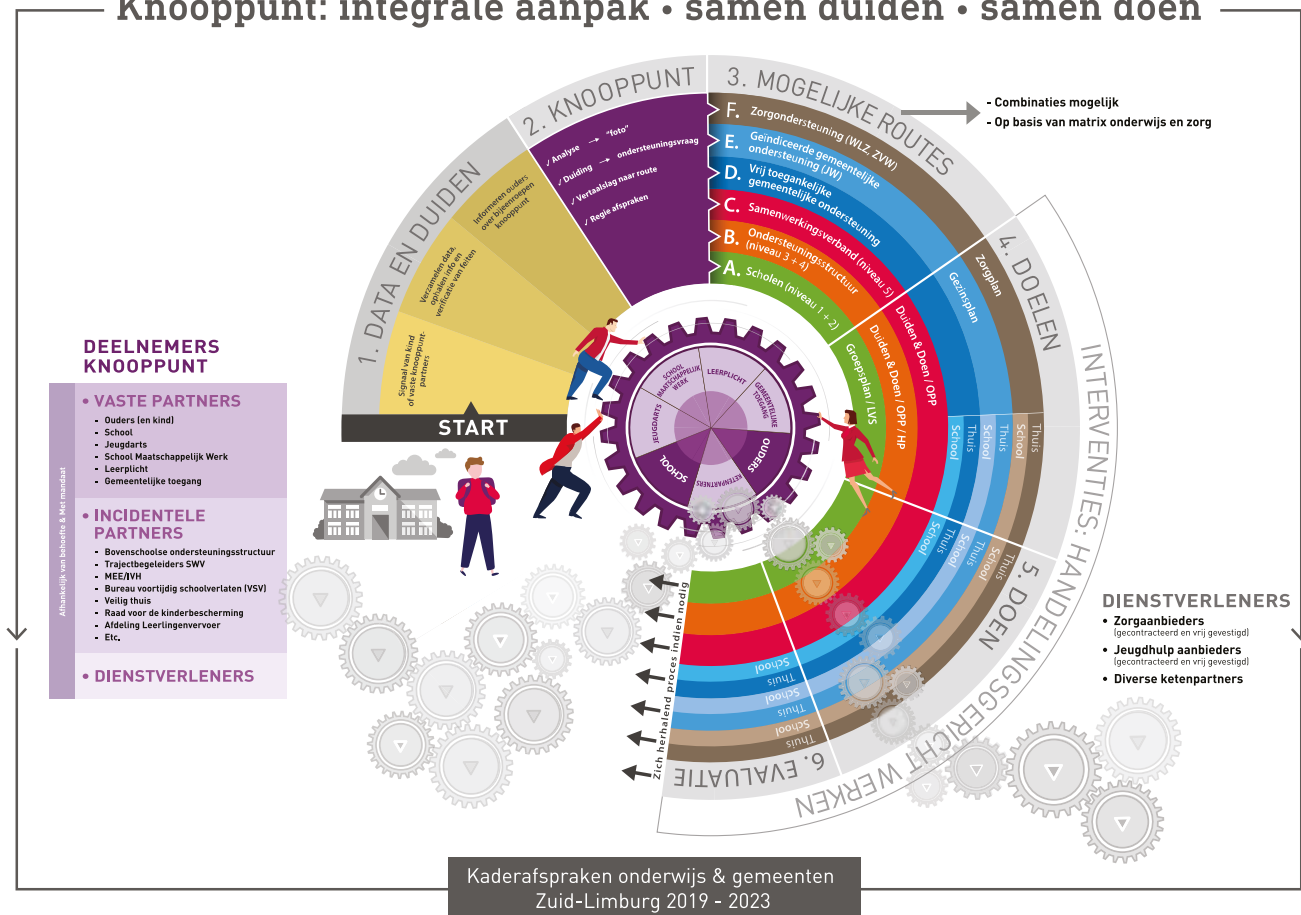 Knooppunt: integrale aanpak • samen duiden • samen doen
1. DATA EN DUIDEN
START
Signaal van kind
of vaste knooppunt-
partners
Verzamelen data,
ophalen info en
verificatie van feiten
Informeren ouders
over bijeenroepen
knooppunt
2. KNOOPPUNT
✓ Analyse → "foto"
✓ Duiding → ondersteuningsvraag
✓ Vertaalslag naar route
✓ Regie afspraken
3. MOGELIJKE ROUTES
- Combinaties mogelijk
- Op basis van matrix onderwijs en zorg
F. Zorgondersteuning (WLZ, ZVW)
E. Geïndiceerde gemeentelijke
ondersteuning (JW)
D. Vrij toegankelijke
gemeentelijke ondersteuning
C. Samenwerkingsverband (niveau 5)
B. Ondersteuningsstructuur
(niveau 3 + 4)
A. Scholen (niveau 1 + 2)
4. DOELEN
Zorgplan
Gezinsplan
Duiden & Doen / OPP
Duiden & Doen / OPP / HP
Groepsplan / LVS
School
Thuis
School
Thuis
School
Thuis
INTERVENTIES: HANDELINGSGERICHT WERKEN
5. DOEN
School
Thuis
School
Thuis
School
Thuis
6. EVALUATIE
School
Thuis
School
Thuis
School
Thuis
Zich herhalend proces indien nodig
SCHOOL
MAATSCHAPPELIJK
WERK
LEERPLICHT
GEMEENTELIJKE
TOEGANG
OUDERS
KETENPARTNERS
SCHOOL
JEUGDARTS
DEELNEMERS
KNOOPPUNT
Afhankelijk van behoefte & Met mandaat
• VASTE PARTNERS
- Ouders (en kind)
- School
- Jeugdarts
- School Maatschappelijk Werk
- Leerplicht
- Gemeentelijke toegang
• INCIDENTELE
PARTNERS
- Bovenschoolse ondersteuningsstructuur
- Trajectbegeleiders SWV
- MEE/IVH
- Bureau voortijdig schoolverlaten (VSV)
- Veilig thuis
- Raad voor de kinderbescherming
- Afdeling Leerlingenvervoer
- Etc.
• DIENSTVERLENERS
DIENSTVERLENERS
• Zorgaanbieders
(gecontracteerd en vrij gevestigd)
• Jeugdhulp aanbieders
(gecontracteerd en vrij gevestigd)
• Diverse ketenpartners
Kaderafspraken onderwijs & gemeenten
Zuid-Limburg 2019 - 2023